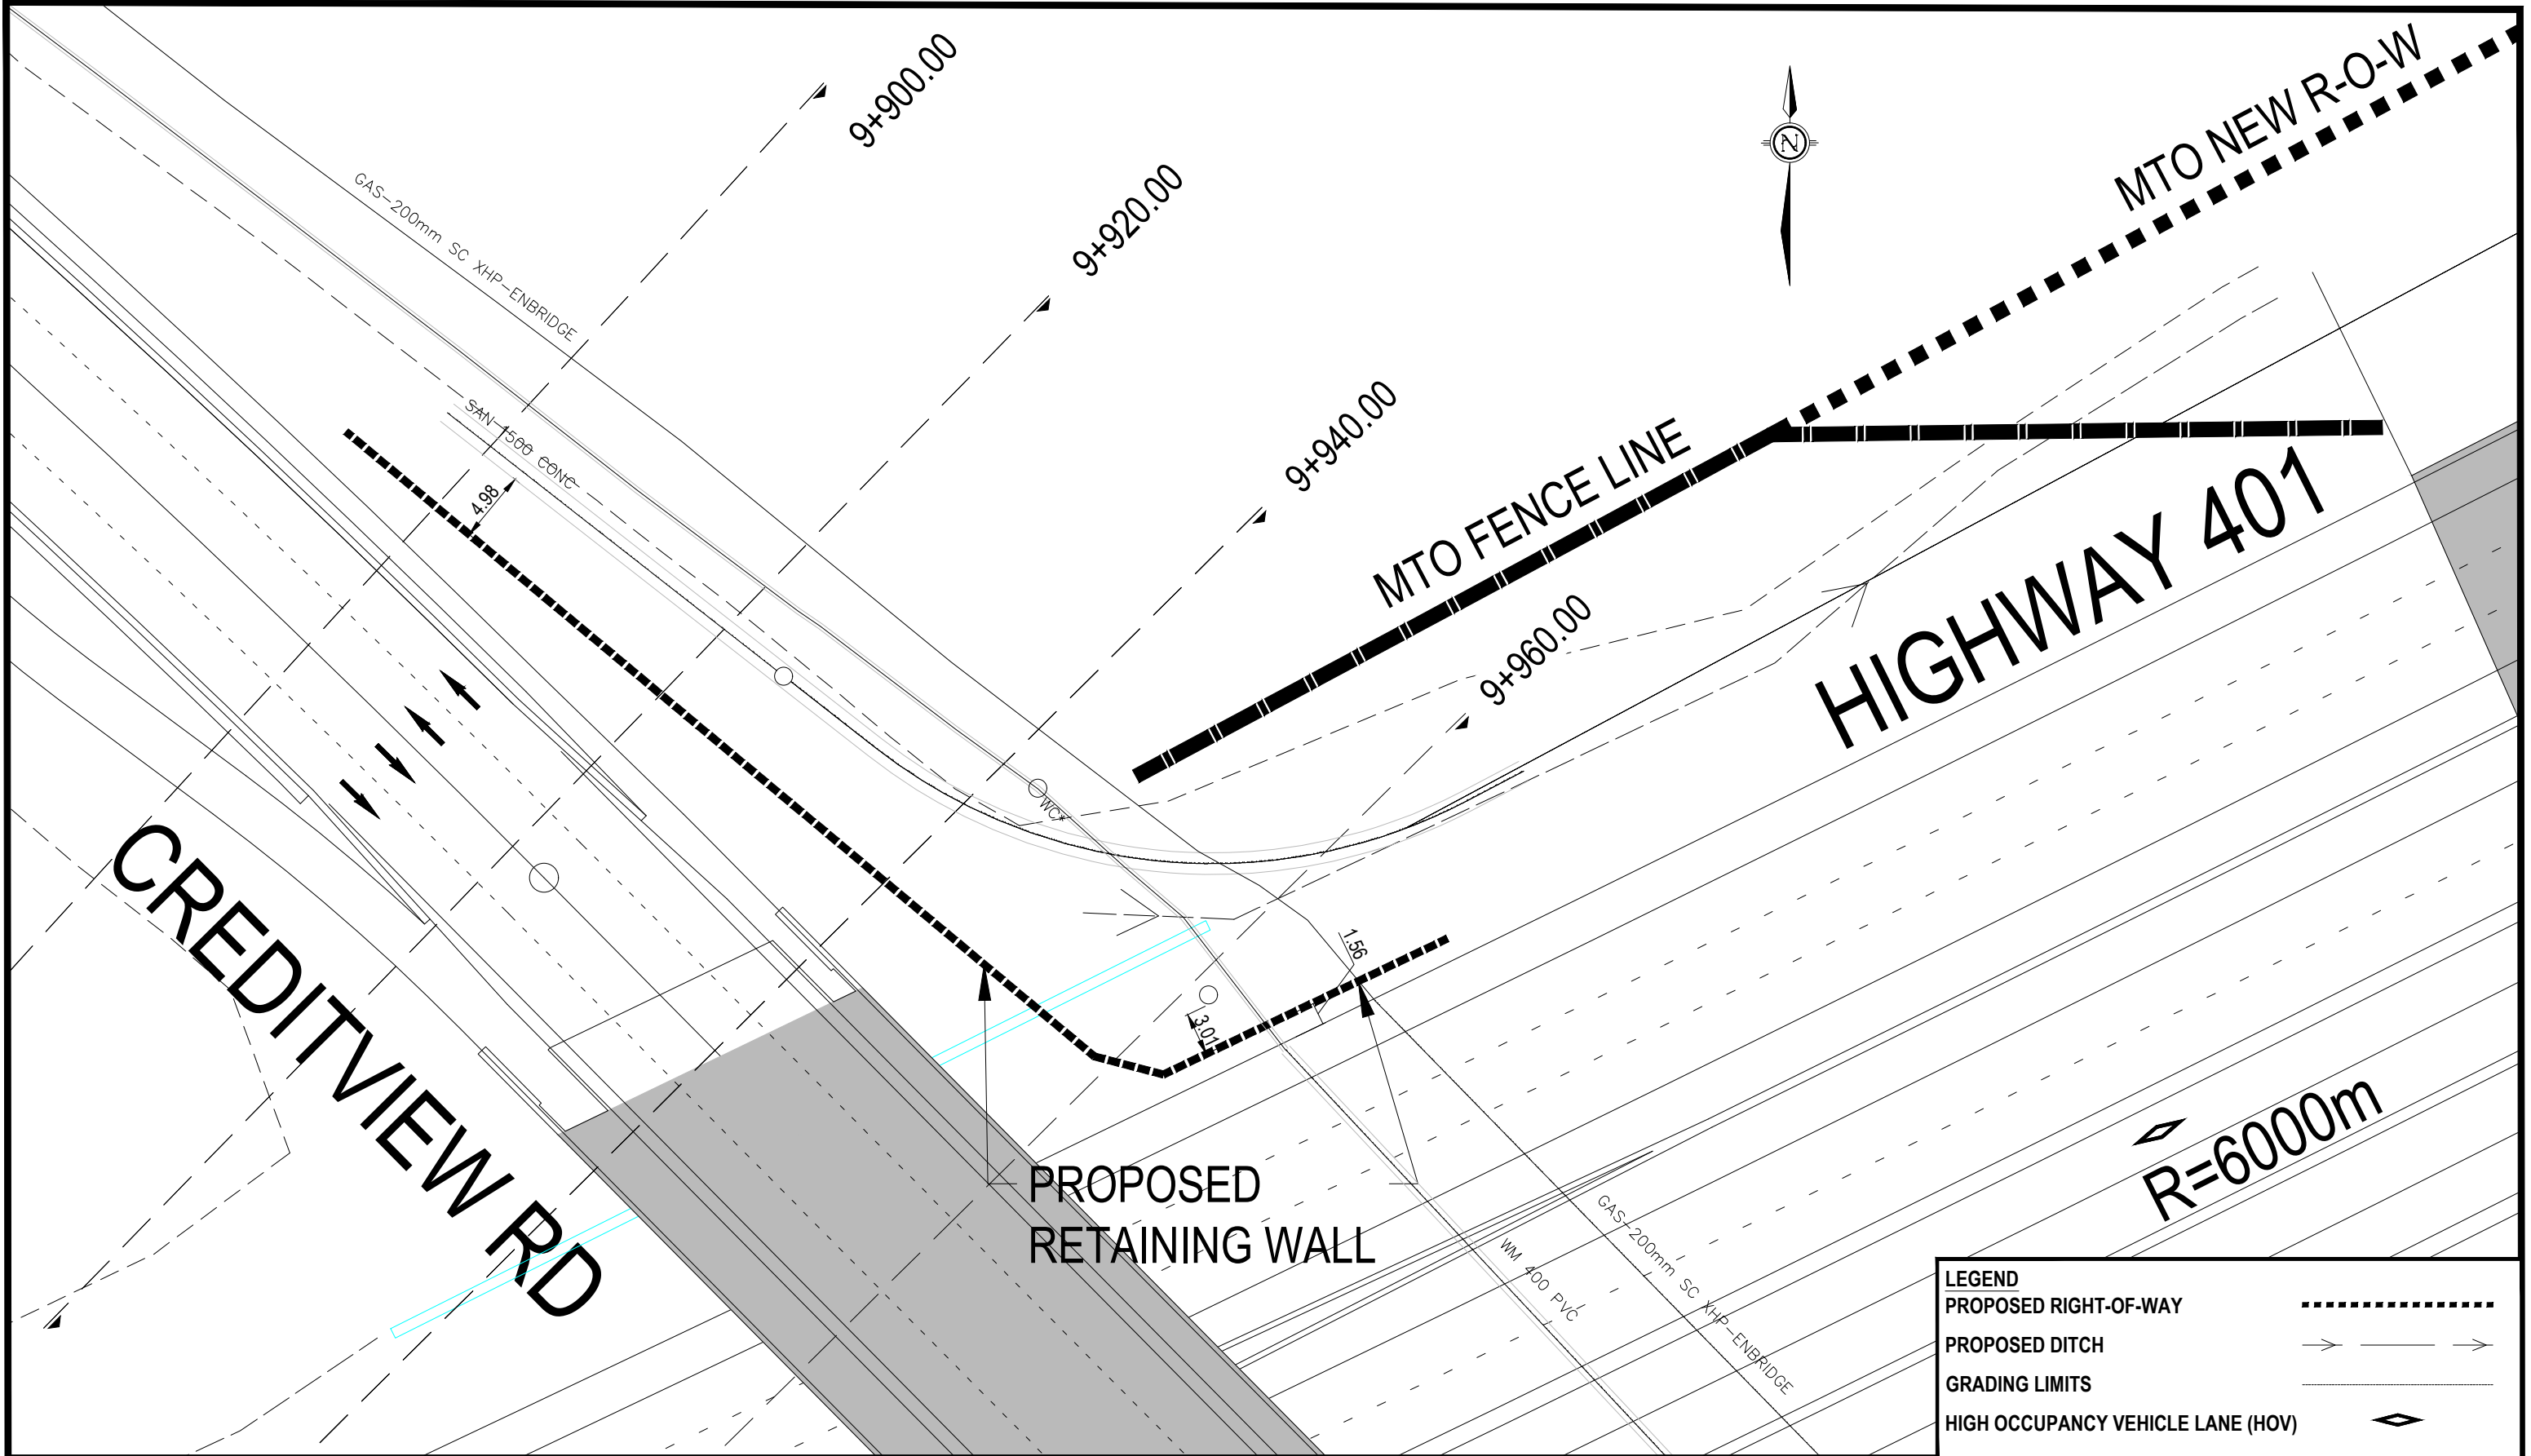 9+900.00
MTO NEW R-O-W
N
9+920.00
GAS-200mm SC XHP-ENBRIDGE
9+940.00
SAN-1500 CONC
4.98
MTO FENCE LINE
HIGHWAY 401
9+960.00
WC*
CREDITVIEW RD
1.56
3.01
PROPOSED
RETAINING WALL
R=6000m
GAS-200mm SC XHP-ENBRIDGE
WM 400 PVC
LEGEND
PROPOSED RIGHT-OF-WAY
PROPOSED DITCH
GRADING LIMITS
HIGH OCCUPANCY VEHICLE LANE (HOV)